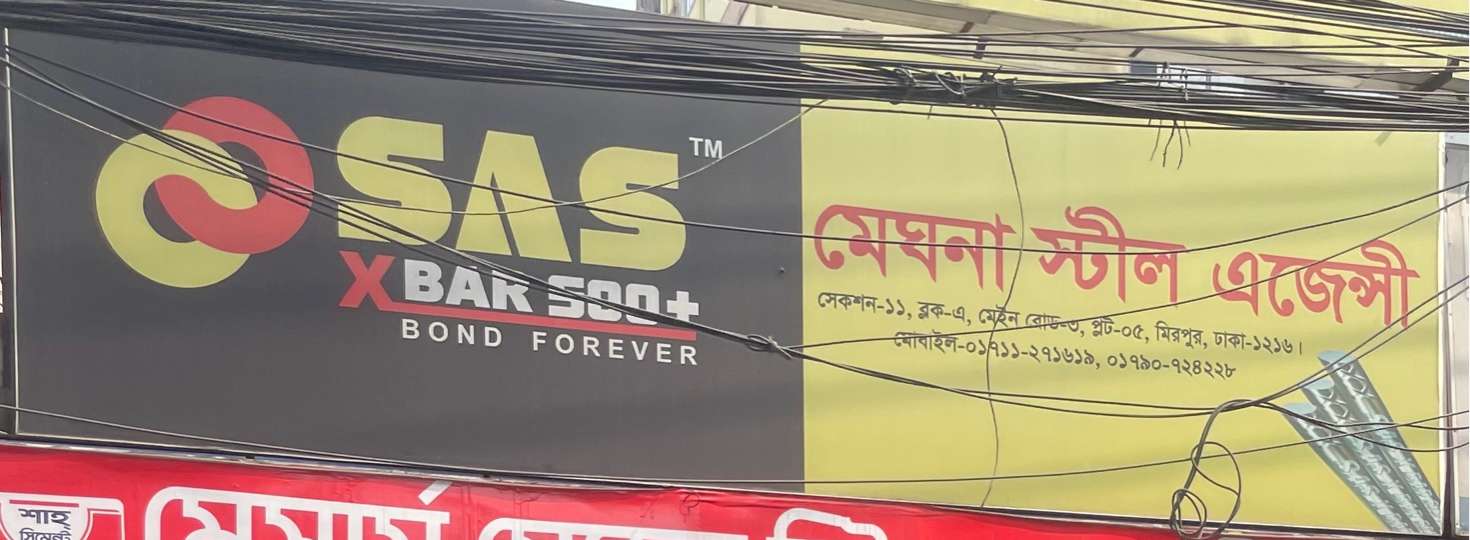 SAS TM
X BAR 500+
BOND FOREVER
মেঘনা স্টীল এজেন্সী
সেকশন-১১, ব্লক-এ, মেইন রোড-৩, প্লট-০৫, মিরপুর, ঢাকা-১২১৬।
মোবাইল-০১৭১১-২৭১৬১৯, ০১৭৯০-৭২৪২২৮
শাহ্
সিমেন্ট
মেসার্স